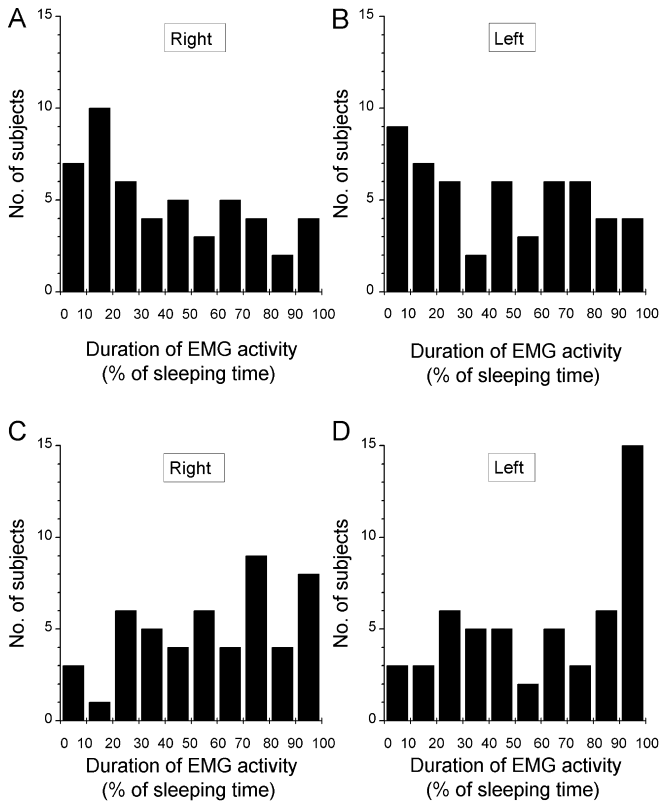 A
Right
No. of subjects
15
10
5
0
0 10 20 30 40 50 60 70 80 90 100
Duration of EMG activity
(% of sleeping time)
B
Left
No. of subjects
15
10
5
0
0 10 20 30 40 50 60 70 80 90 100
Duration of EMG activity
(% of sleeping time)
C
Right
No. of subjects
15
10
5
0
0 10 20 30 40 50 60 70 80 90 100
Duration of EMG activity
(% of sleeping time)
D
Left
No. of subjects
15
10
5
0
0 10 20 30 40 50 60 70 80 90 100
Duration of EMG activity
(% of sleeping time)